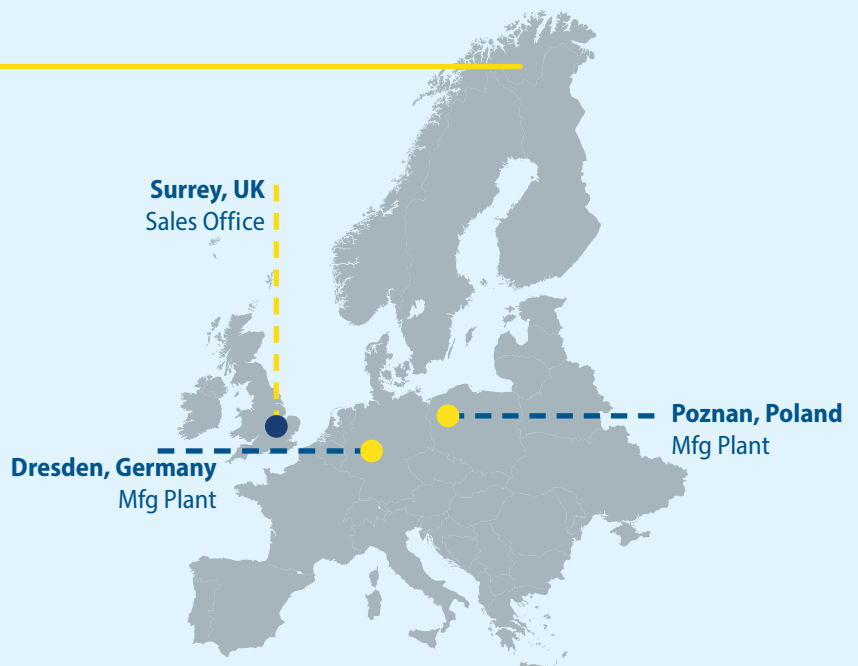 Surrey, UK
Sales Office
Poznan, Poland
Mfg Plant
Dresden, Germany
Mfg Plant